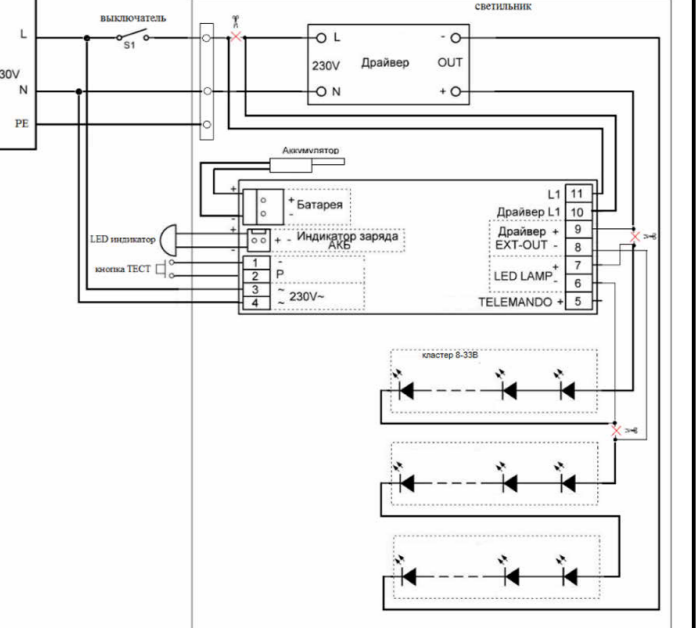 светильник
выключатель
L
S1
30V
N
PE
L
230V
N
Драйвер
-
OUT
+
Аккумулятор
+
-
+
-
Батарея
+
-
+ -
Индикатор заряда
АКБ
LED индикатор
кнопка ТЕСТ
1
2
3
4
-
P
~
~
230V~
L1
11
Драйвер L1
10
Драйвер +
9
EXT-OUT -
8
+
7
LED LAMP
-
6
TELEMANDO +
5
кластер 8-33В